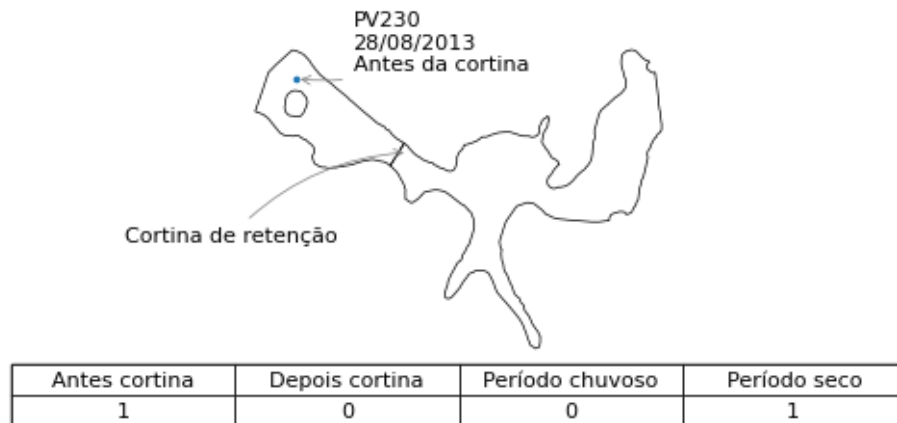 PV230
28/08/2013
Antes da cortina
Cortina de retenção
Antes cortina Depois cortina Período chuvoso Período seco
1 0 0 1